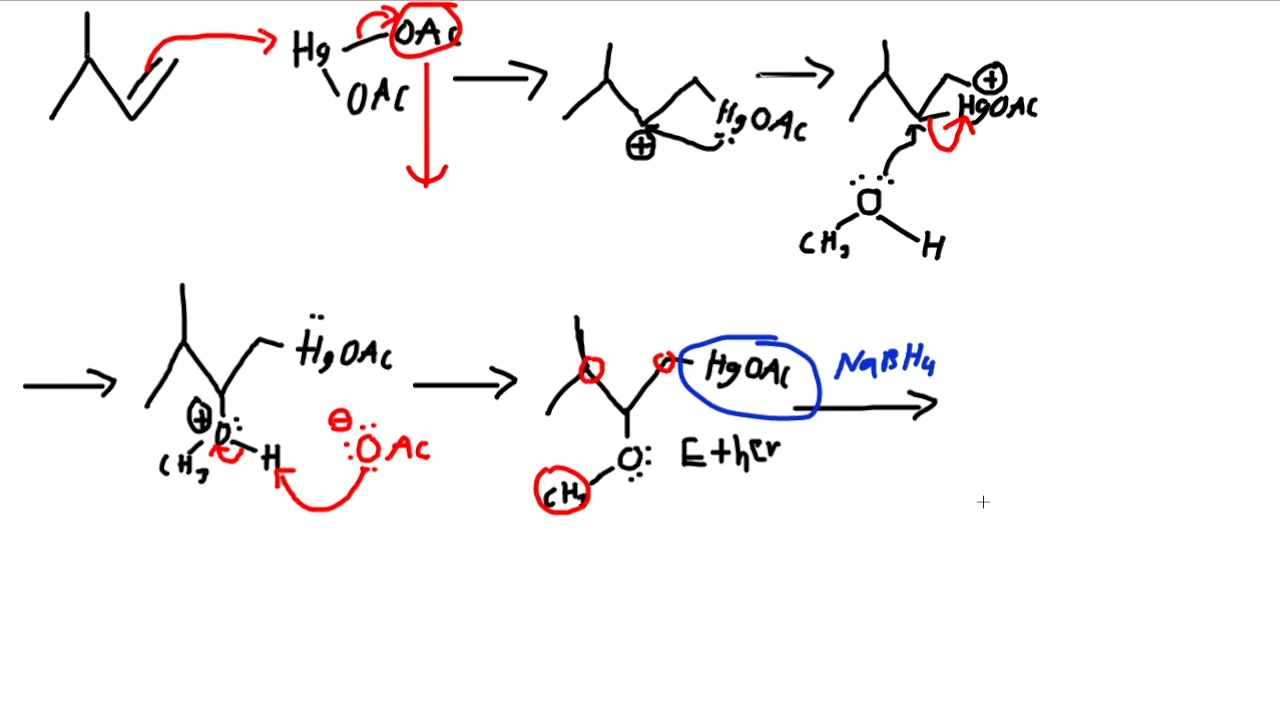 Hg OAc
OAc
HgOAc
⊕
⊕
HgOAc
O
CH3 H
HgOAc
⊕ O
CH3 H
⊖
OAc
HgOAc NaBH4
O Ether
CH3